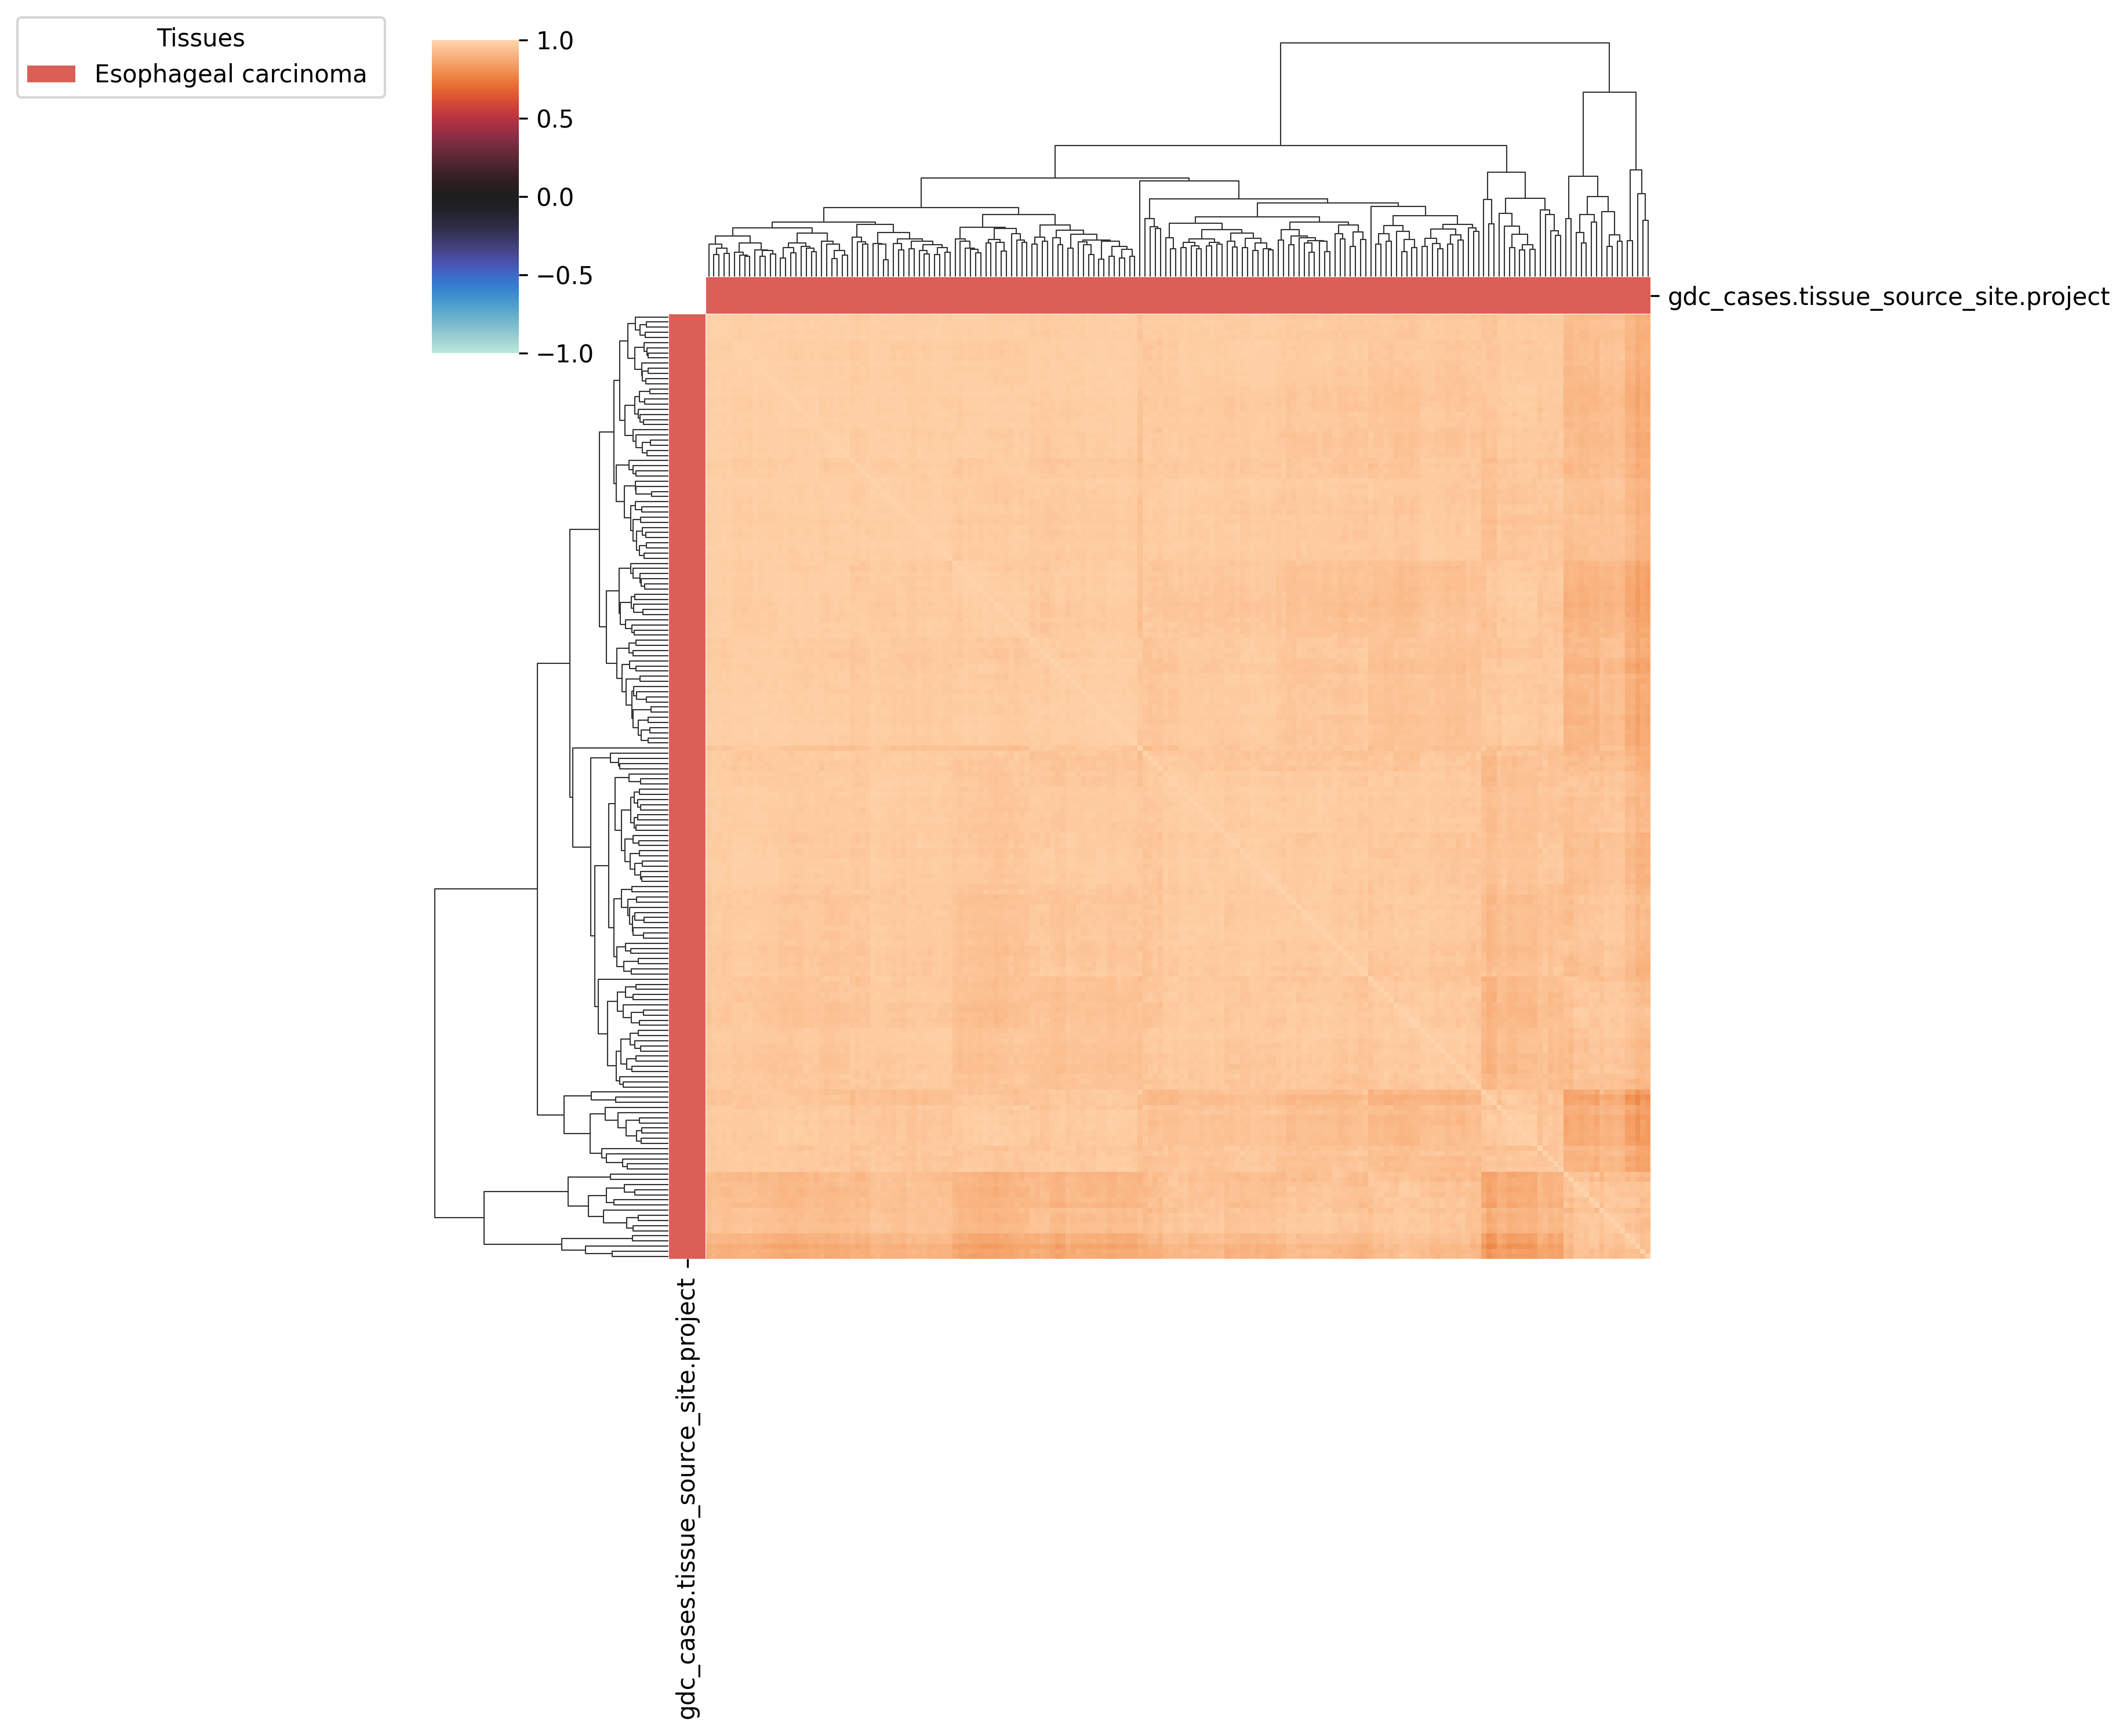 Tissues
Esophageal carcinoma
1.0
0.5
0.0
−0.5
−1.0
gdc_cases.tissue_source_site.project
gdc_cases.tissue_source_site.project